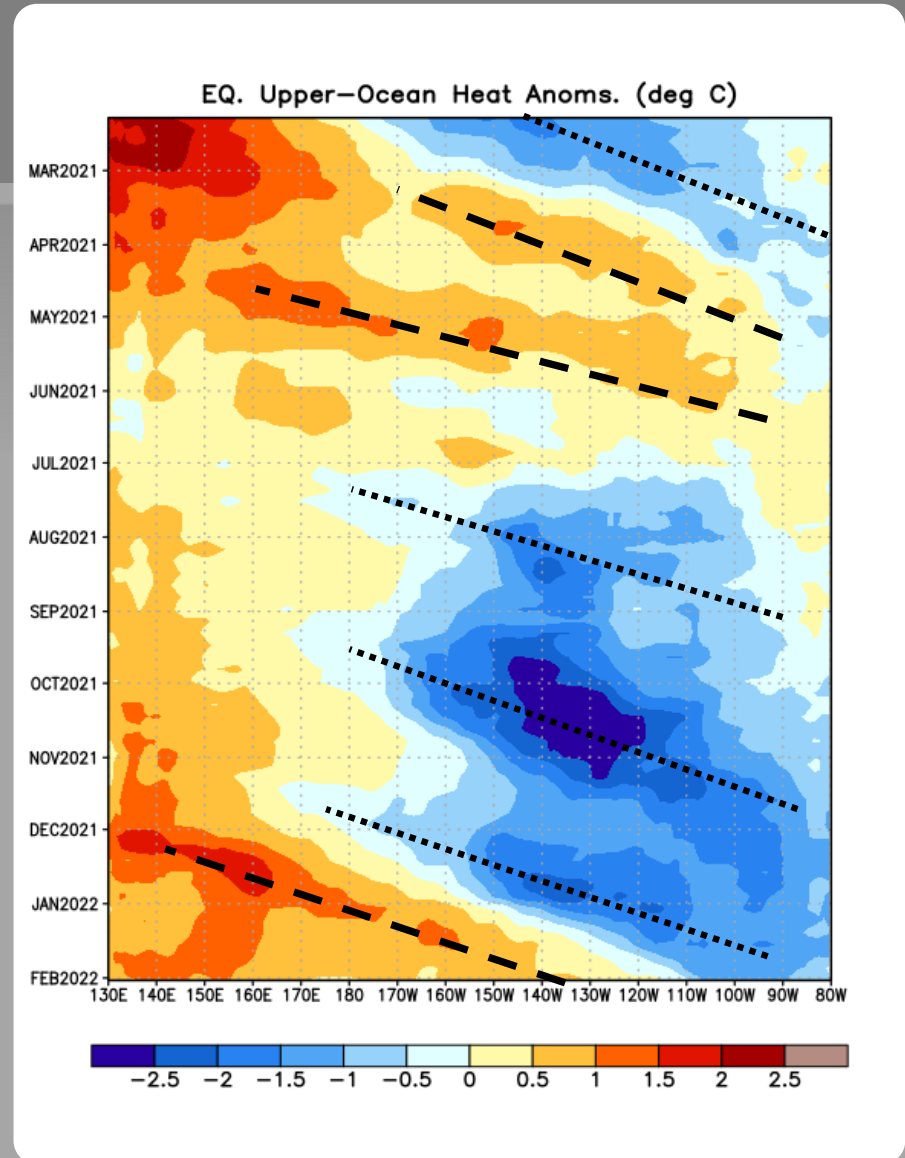 EQ. Upper-Ocean Heat Anoms. (deg C)
MAR2021
APR2021
MAY2021
JUN2021
JUL2021
AUG2021
SEP2021
OCT2021
NOV2021
DEC2021
JAN2022
FEB2022
130E 140E 150E 160E 170E 180 170W 160W 150W 140W 130W 120W 110W 100W 90W 80W
-2.5 -2 -1.5 -1 -0.5 0 0.5 1 1.5 2 2.5